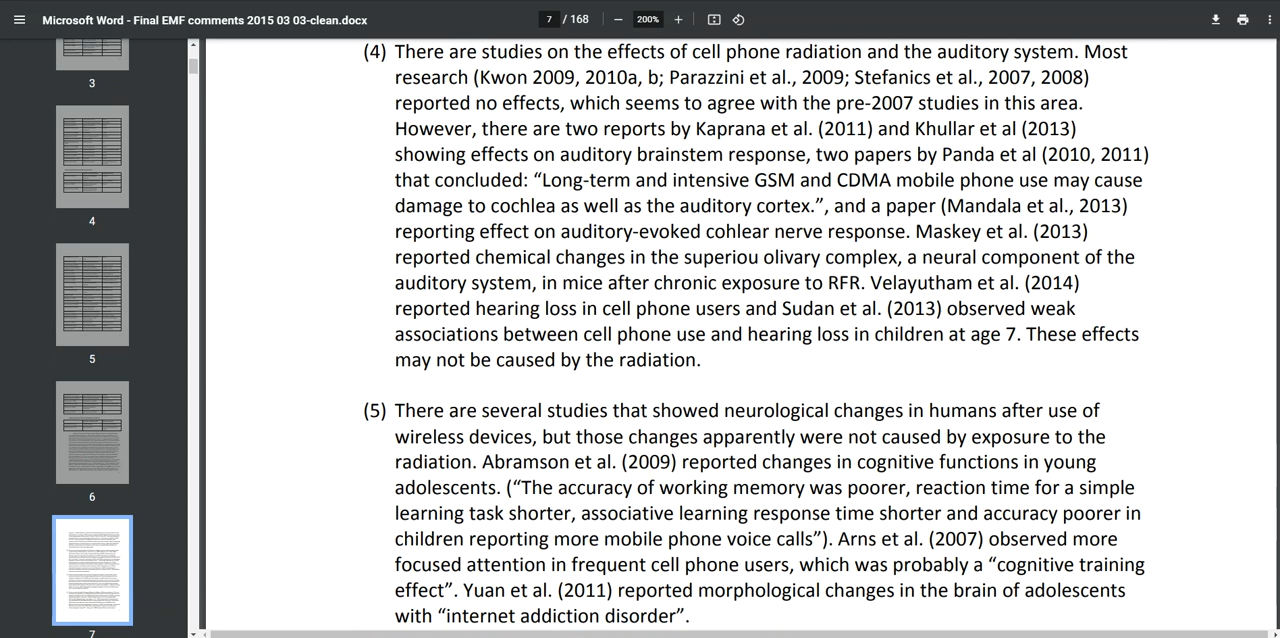 Microsoft Word - Final EMF comments 2015 03 03-clean.docx
7 / 168
200%
3
4
5
6
7
(4) There are studies on the effects of cell phone radiation and the auditory system. Most
research (Kwon 2009, 2010a, b; Parazzini et al., 2009; Stefanics et al., 2007, 2008)
reported no effects, which seems to agree with the pre-2007 studies in this area.
However, there are two reports by Kaprana et al. (2011) and Khullar et al (2013)
showing effects on auditory brainstem response, two papers by Panda et al (2010, 2011)
that concluded: “Long-term and intensive GSM and CDMA mobile phone use may cause
damage to cochlea as well as the auditory cortex.”, and a paper (Mandala et al., 2013)
reporting effect on auditory-evoked cohlear nerve response. Maskey et al. (2013)
reported chemical changes in the superiou olivary complex, a neural component of the
auditory system, in mice after chronic exposure to RFR. Velayutham et al. (2014)
reported hearing loss in cell phone users and Sudan et al. (2013) observed weak
associations between cell phone use and hearing loss in children at age 7. These effects
may not be caused by the radiation.
(5) There are several studies that showed neurological changes in humans after use of
wireless devices, but those changes apparently were not caused by exposure to the
radiation. Abramson et al. (2009) reported changes in cognitive functions in young
adolescents. (“The accuracy of working memory was poorer, reaction time for a simple
learning task shorter, associative learning response time shorter and accuracy poorer in
children reporting more mobile phone voice calls”). Arns et al. (2007) observed more
focused attention in frequent cell phone users, which was probably a “cognitive training
effect”. Yuan et al. (2011) reported morphological changes in the brain of adolescents
with “internet addiction disorder”.